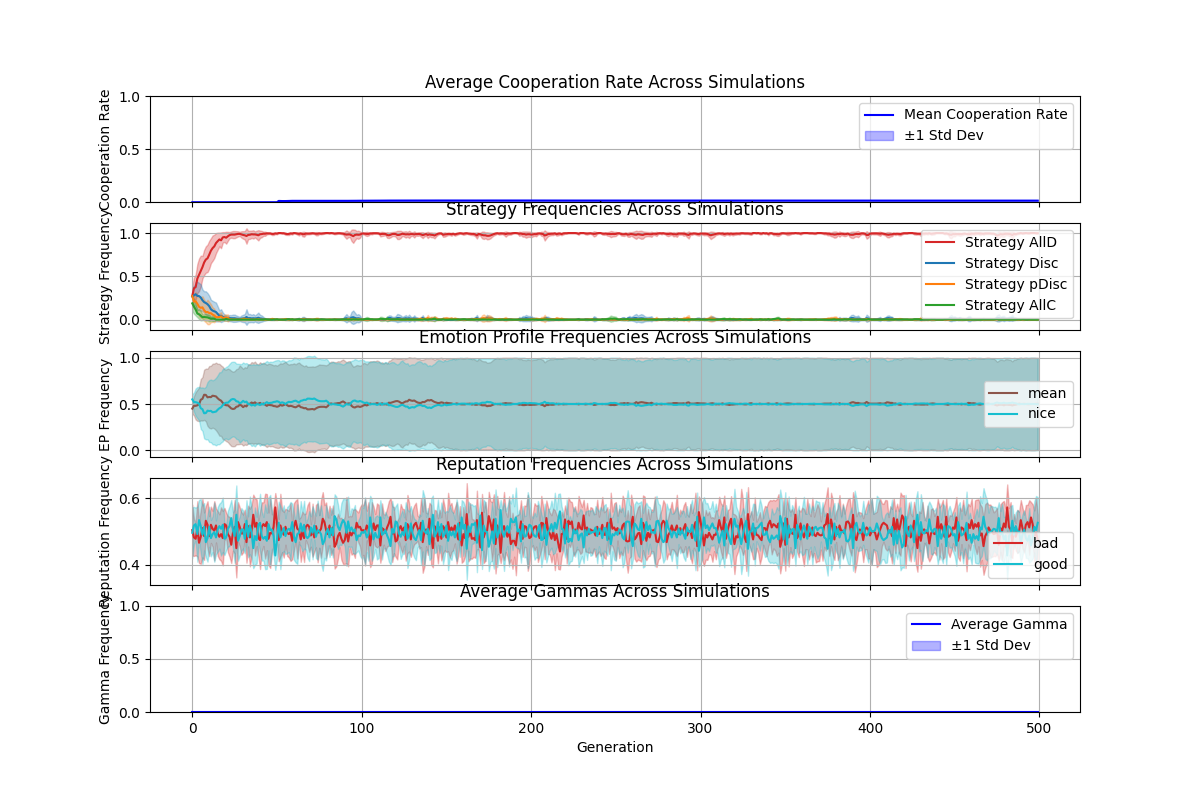 Average Cooperation Rate Across Simulations
Cooperation Rate
1.0
0.5
0.0
Mean Cooperation Rate
±1 Std Dev
Strategy Frequencies Across Simulations
Strategy Frequency
1.0
0.5
0.0
Strategy AllD
Strategy Disc
Strategy pDisc
Strategy AllC
Emotion Profile Frequencies Across Simulations
EP Frequency
1.0
0.5
0.0
mean
nice
Reputation Frequencies Across Simulations
Reputation Frequency
0.6
0.4
bad
good
Average Gammas Across Simulations
Gamma Frequency
1.0
0.5
0.0
Average Gamma
±1 Std Dev
0 100 200 300 400 500
Generation